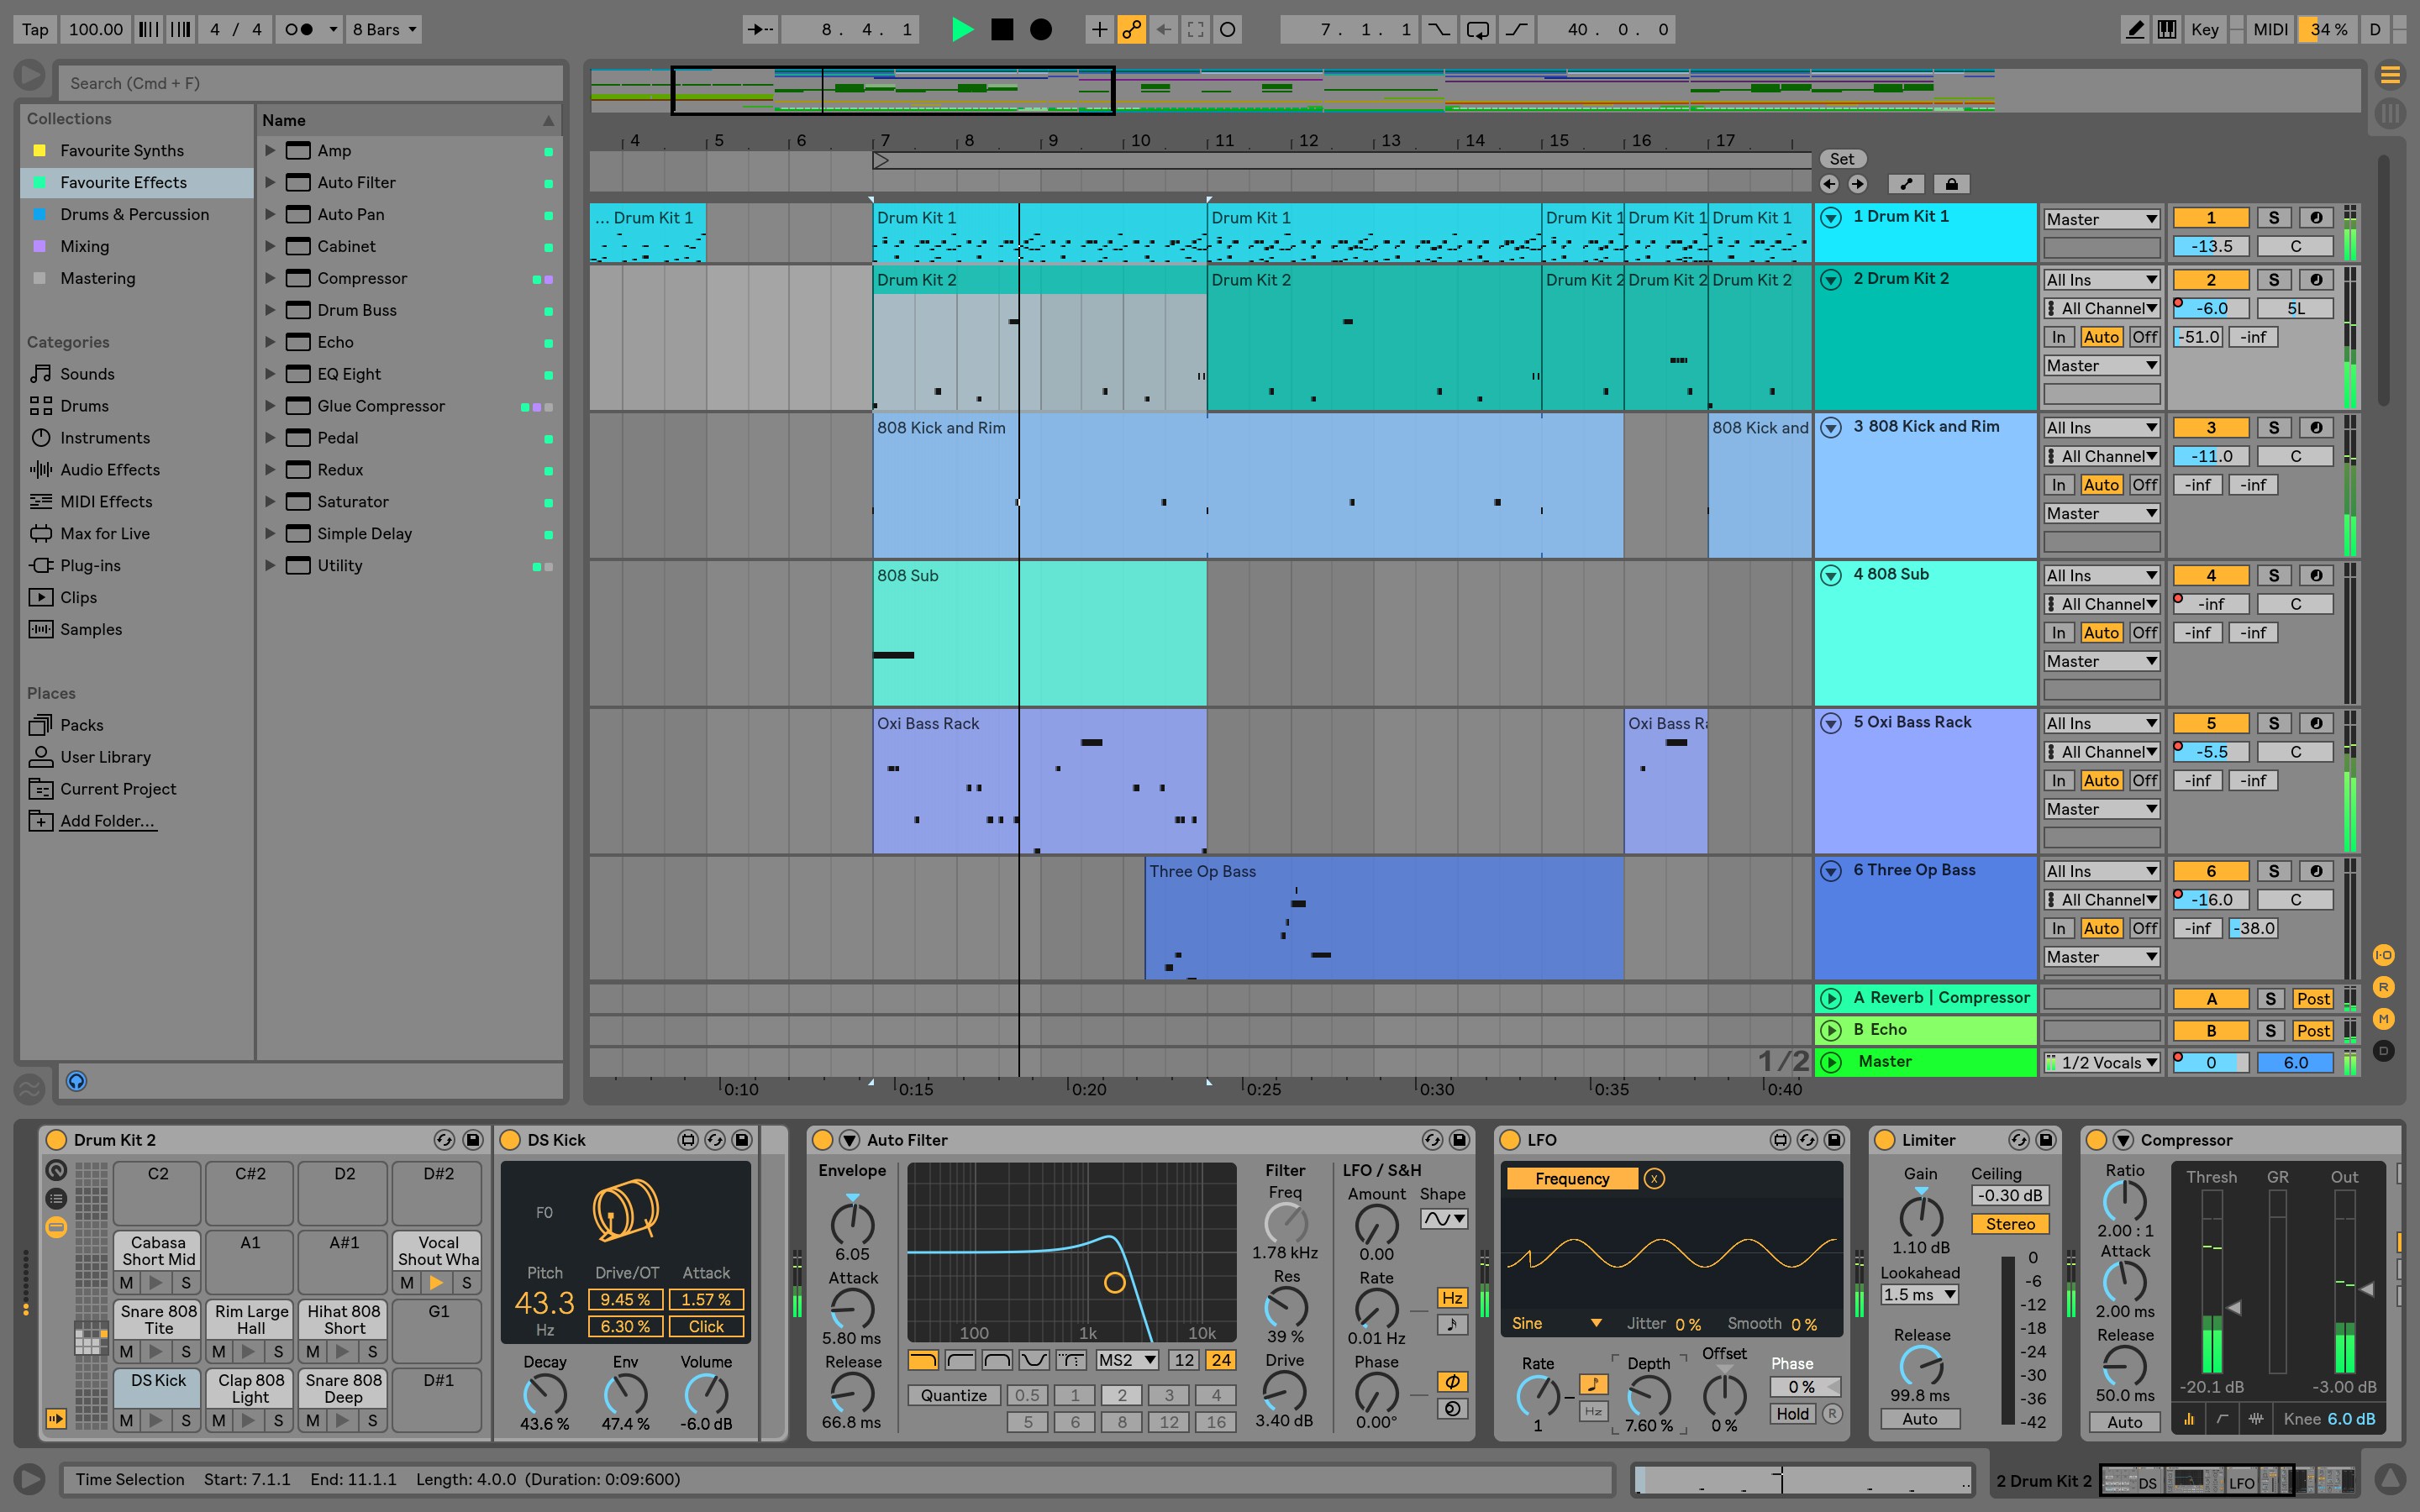 Tap 100.00 4 / 4 8 Bars 8. 4. 1 7. 1. 1 40. 0. 0 Key MIDI 34 % D
Search (Cmd + F)
Collections
Favourite Synths
Favourite Effects
Drums & Percussion
Mixing
Mastering
Categories
Sounds
Drums
Instruments
Audio Effects
MIDI Effects
Max for Live
Plug-ins
Clips
Samples
Places
Packs
User Library
Current Project
Add Folder...
Name
Amp
Auto Filter
Auto Pan
Cabinet
Compressor
Drum Buss
Echo
EQ Eight
Glue Compressor
Pedal
Redux
Saturator
Simple Delay
Utility
4 5 6 7 8 9 10 11 12 13 14 15 16 17
Set
... Drum Kit 1 Drum Kit 1 Drum Kit 1 Drum Kit 1 Drum Kit 1 Drum Kit 1
1 Drum Kit 1 Master 1 S
-13.5 C
Drum Kit 2 Drum Kit 2 Drum Kit 2 Drum Kit 2 Drum Kit 2
2 Drum Kit 2 All Ins 2 S
All Channel -6.0 5L
In Auto Off -51.0 -inf
Master
808 Kick and Rim 808 Kick and
3 808 Kick and Rim All Ins 3 S
All Channel -11.0 C
In Auto Off -inf -inf
Master
808 Sub
4 808 Sub All Ins 4 S
All Channel -inf C
In Auto Off -inf -inf
Master
Oxi Bass Rack Oxi Bass Ra
5 Oxi Bass Rack All Ins 5 S
All Channel -5.5 C
In Auto Off -inf -inf
Master
Three Op Bass
6 Three Op Bass All Ins 6 S
All Channel -16.0 C
In Auto Off -inf -38.0
Master
I·O
R
M
D
A Reverb | Compressor A S Post
B Echo B S Post
1/2 Master 1/2 Vocals 0 6.0
0:10 0:15 0:20 0:25 0:30 0:35 0:40
Drum Kit 2
C2 C#2 D2 D#2
Cabasa Short Mid A1 A#1 Vocal Shout Wha
M S M S
Snare 808 Tite Rim Large Hall Hihat 808 Short G1
M S M S M S
DS Kick Clap 808 Light Snare 808 Deep D#1
M S M S M S
DS Kick
F0
Pitch Drive/OT Attack
43.3 9.45 % 1.57 %
Hz 6.30 % Click
Decay Env Volume
43.6 % 47.4 % -6.0 dB
Auto Filter
Envelope
6.05
Attack
5.80 ms
Release
66.8 ms
100 1k 10k
MS2 12 24
Quantize 0.5 1 2 3 4
5 6 8 12 16
Filter
Freq
1.78 kHz
Res
39 %
Drive
3.40 dB
LFO / S&H
Amount Shape
0.00
Rate Hz
0.01 Hz
Phase
0.00°
LFO
Frequency x
Sine Jitter 0 % Smooth 0 %
Rate Depth Offset Phase
0 %
Hz Hold R
1 7.60 % 0 %
Limiter
Gain Ceiling
-0.30 dB
Stereo
1.10 dB
Lookahead
1.5 ms
Release
99.8 ms
Auto
0
-6
-12
-18
-24
-30
-36
-42
Compressor
Ratio
2.00 : 1
Attack
2.00 ms
Release
50.0 ms
Auto
Thresh GR Out
-20.1 dB -3.00 dB
Knee 6.0 dB
Time Selection Start: 7.1.1 End: 11.1.1 Length: 4.0.0 (Duration: 0:09:600)
2 Drum Kit 2 DS LFO